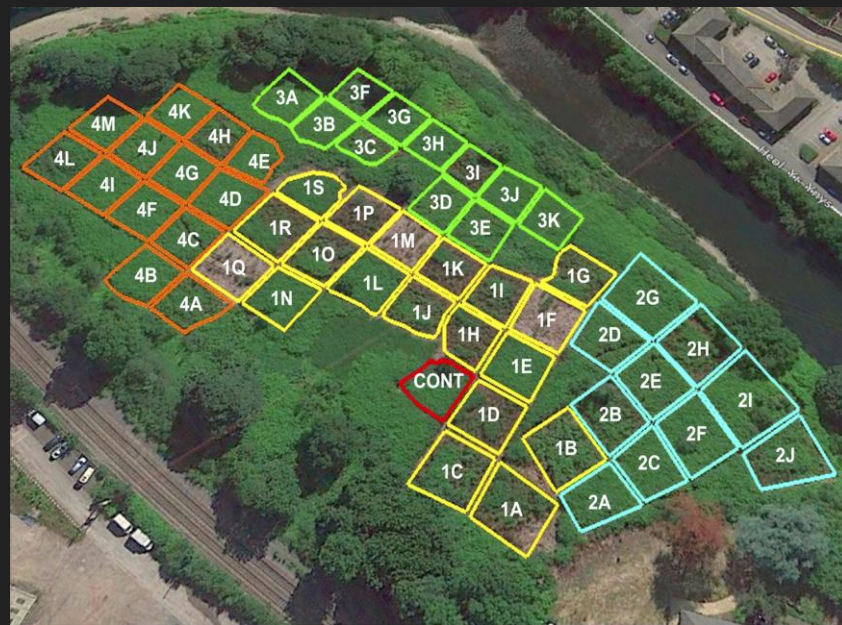 Heol Yr Ynys
3A
3F
4K
3G
4M
3B
4H
4J
3H
3C
4L
4E
3I
4G
4I
1S
3J
4D
3D
4F
1P
3K
1R
3E
4C
1M
1O
1Q
1K
1G
4B
1L
1I
2G
1N
4A
1J
1F
2D
1H
2H
1E
CONT
2E
2I
1D
2B
2F
1B
2J
2C
1C
2A
1A